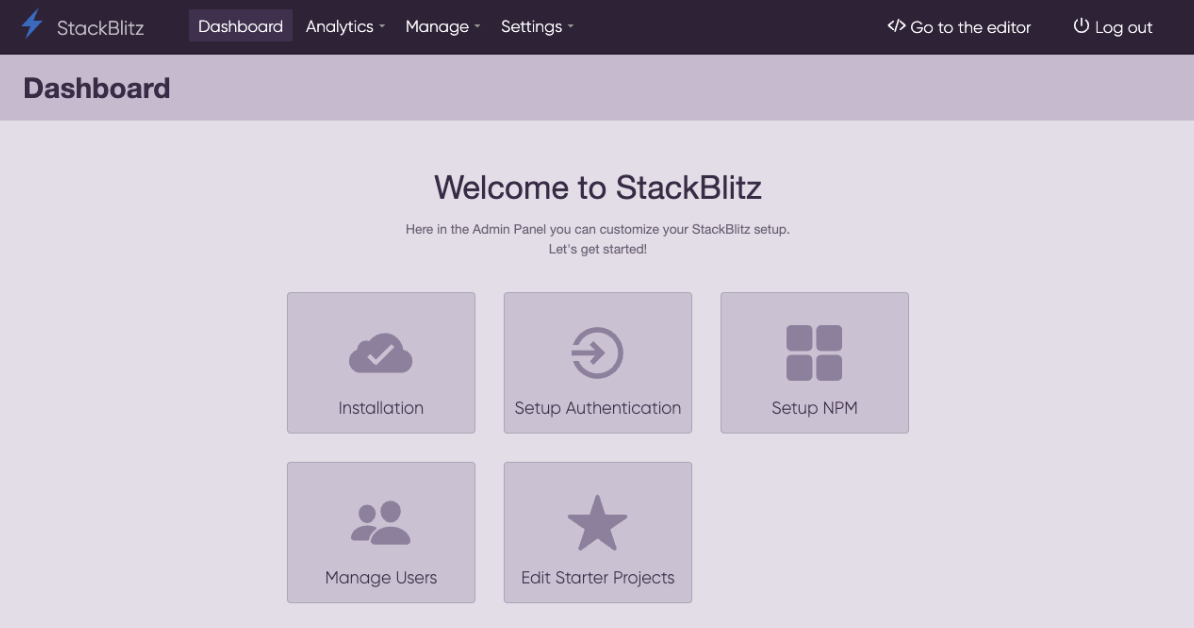 StackBlitz
Dashboard
Analytics
Manage
Settings
Go to the editor
Log out
Dashboard
Welcome to StackBlitz
Here in the Admin Panel you can customize your StackBlitz setup.
Let's get started!
Installation
Setup Authentication
Setup NPM
Manage Users
Edit Starter Projects